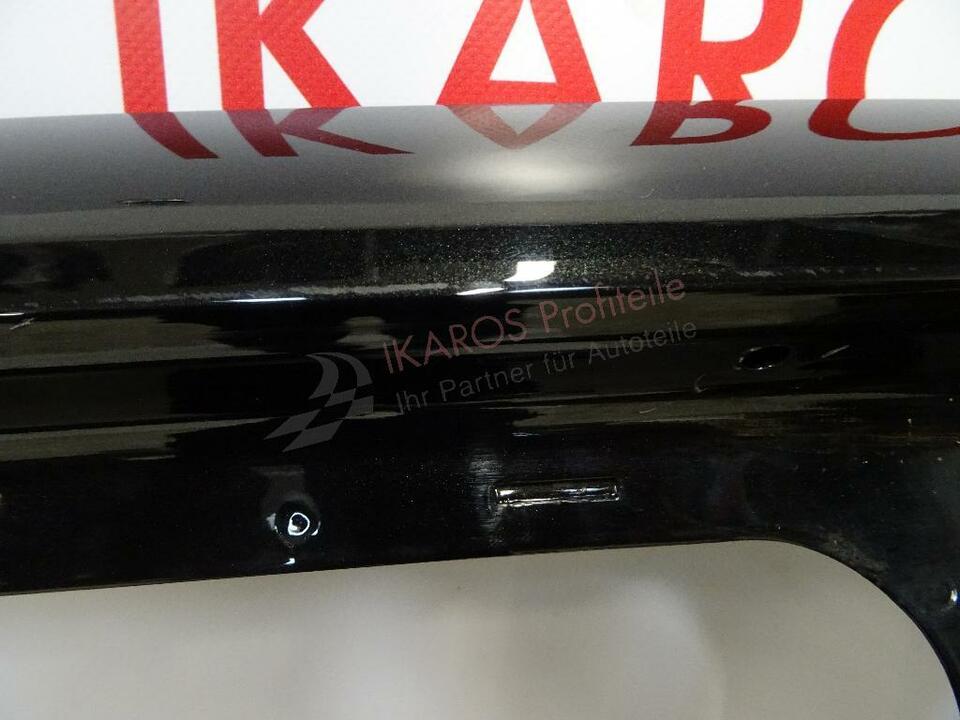 IKARO
IKAROS Profiteile
Ihr Partner für Autoteile